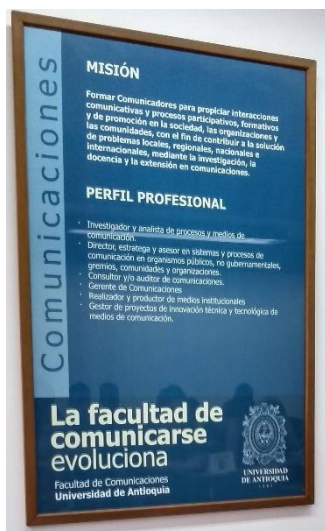 Comunicaciones
MISIÓN
Formar Comunicadores para propiciar interacciones
comunicativas y procesos participativos, formativos
y de promoción en la sociedad, las organizaciones y
las comunidades, con el fin de contribuir a la solución
de problemas locales, regionales, nacionales e
internacionales, mediante la investigación, la
docencia y la extensión en comunicaciones.
PERFIL PROFESIONAL
· Investigador y analista de procesos y medios de
comunicación.
· Director, estratega y asesor en sistemas y procesos de
comunicación en organismos públicos, no gubernamentales,
gremios, comunidades y organizaciones.
· Consultor y/o auditor de comunicaciones.
· Gerente de Comunicaciones
· Realizador y productor de medios institucionales
· Gestor de proyectos de innovación técnica y tecnológica de
medios de comunicación.
La facultad de
comunicarse
evoluciona
Facultad de Comunicaciones
Universidad de Antioquia
UNIVERSIDAD
DE ANTIOQUIA